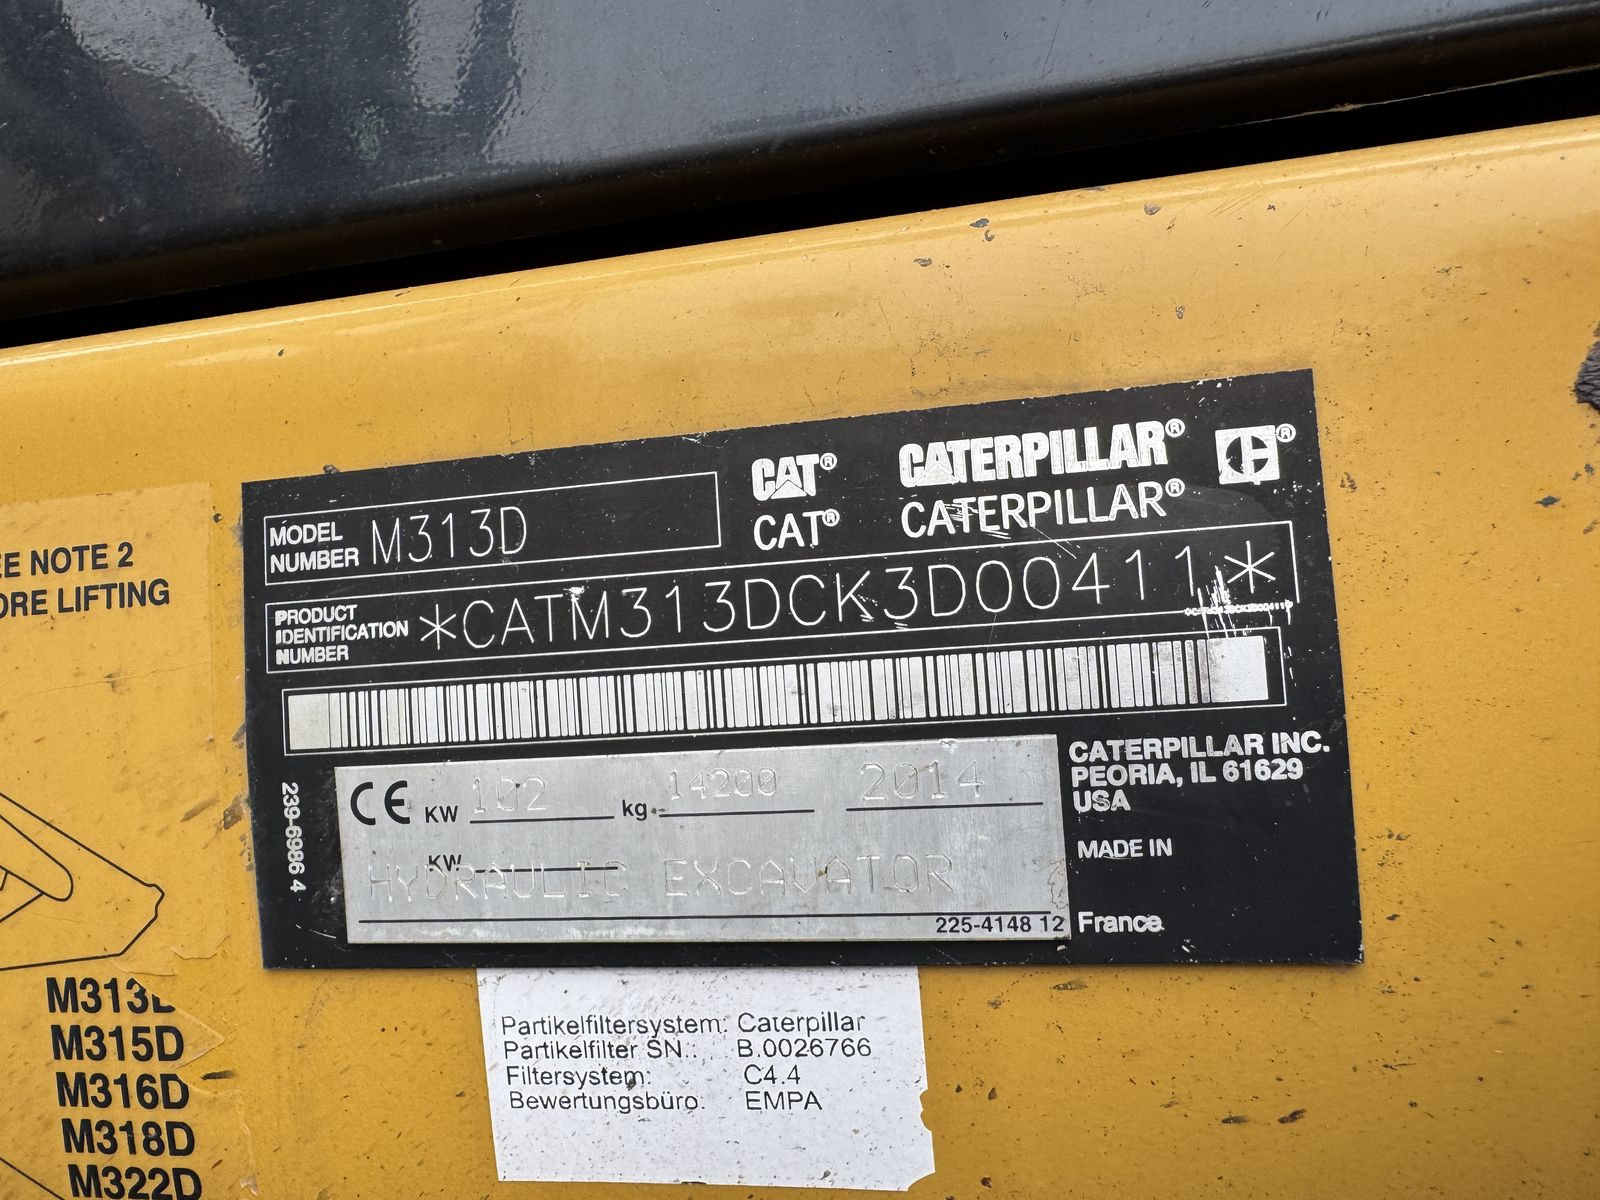 EE NOTE 2
ORE LIFTING
M313D
M315D
M316D
M318D
M322D
MODEL NUMBER M313D
CAT® CATERPILLAR®
CAT® CATERPILLAR®
PRODUCT IDENTIFICATION NUMBER *CATM313DCK3D00411*
239-6986 4
CE KW 102 kg 14200 2014
KW
HYDRAULIC EXCAVATOR
225-4148 12
CATERPILLAR INC.
PEORIA, IL 61629
USA
MADE IN
France
Partikelfiltersystem: Caterpillar
Partikelfilter SN.: B.0026766
Filtersystem: C4.4
Bewertungsbüro: EMPA